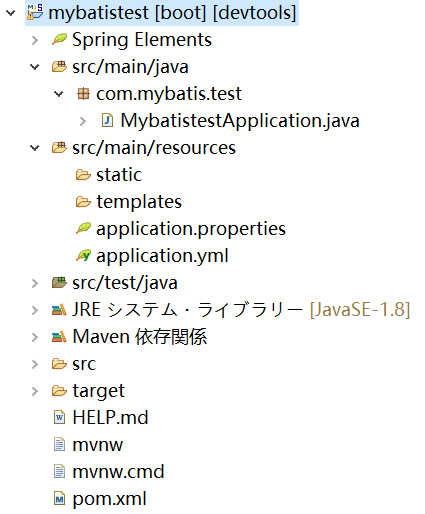 mybatistest [boot] [devtools]
Spring Elements
src/main/java
com.mybatis.test
MybatistestApplication.java
src/main/resources
static
templates
application.properties
application.yml
src/test/java
JRE システム・ライブラリー [JavaSE-1.8]
Maven 依存関係
src
target
HELP.md
mvnw
mvnw.cmd
pom.xml